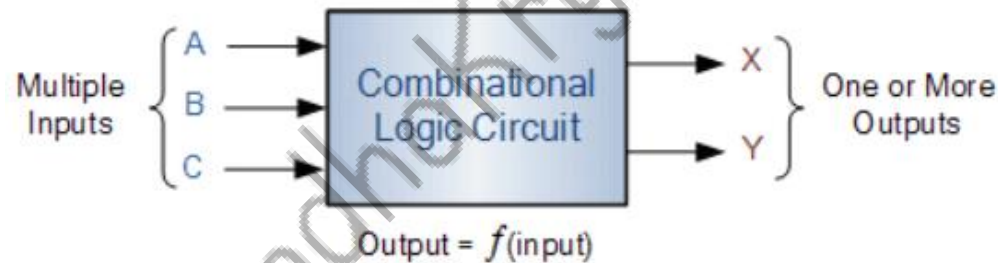 A
Multiple
Inputs
B
C
Combinational
Logic Circuit
X
Y
One or More
Outputs
Output = f(input)